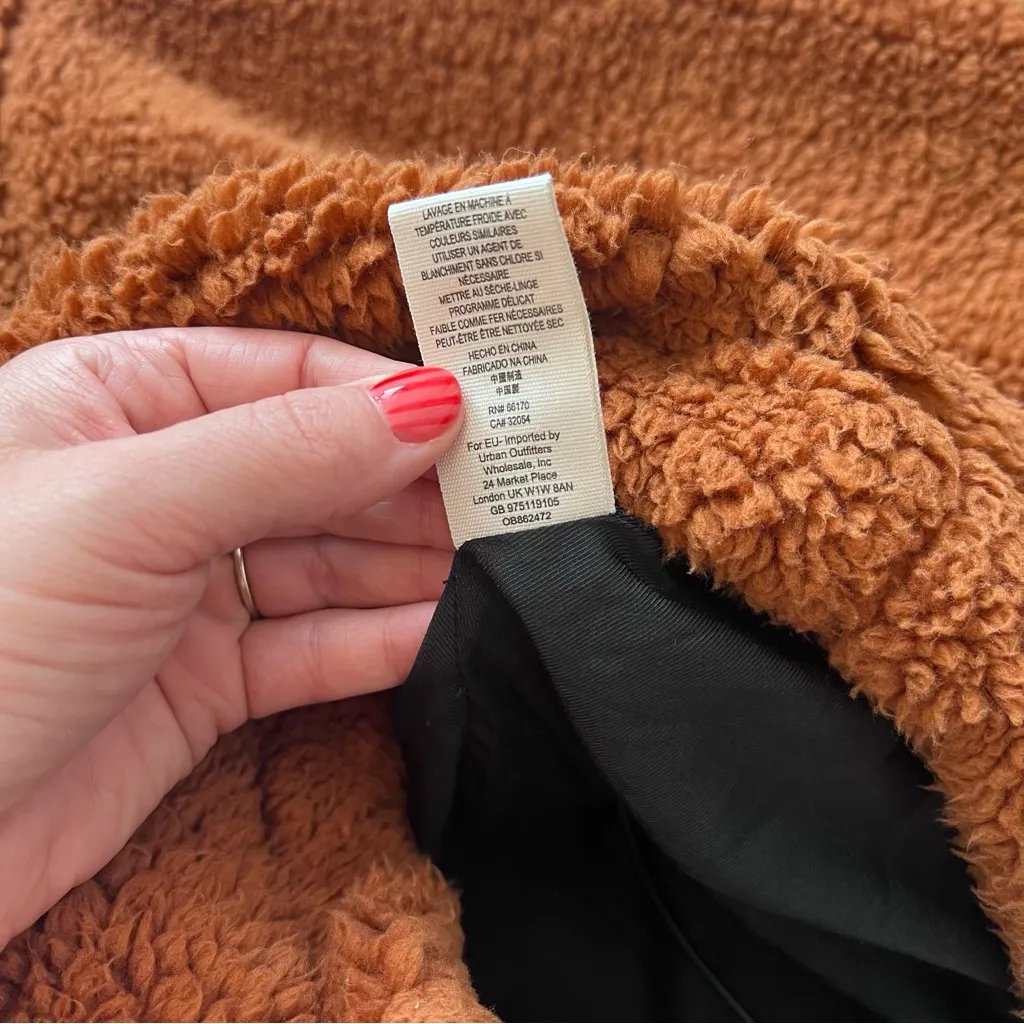 LAVAGE EN MACHINE À
TEMPÉRATURE FROIDE AVEC
COULEURS SIMILAIRES
UTILISER UN AGENT DE
BLANCHIMENT SANS CHLORE SI
NÉCESSAIRE
METTRE AU SÈCHE-LINGE
PROGRAMME DÉLICAT
FAIBLE COMME FER NÉCESSAIRES
PEUT-ÊTRE ÊTRE NETTOYÉE SEC
HECHO EN CHINA
FABRICADO NA CHINA
中國制造
中国製
RN# 66170
CA# 32054
For EU- Imported by
Urban Outfitters
Wholesale, Inc
24 Market Place
London UK W1W 8AN
GB 975119105
OB862472